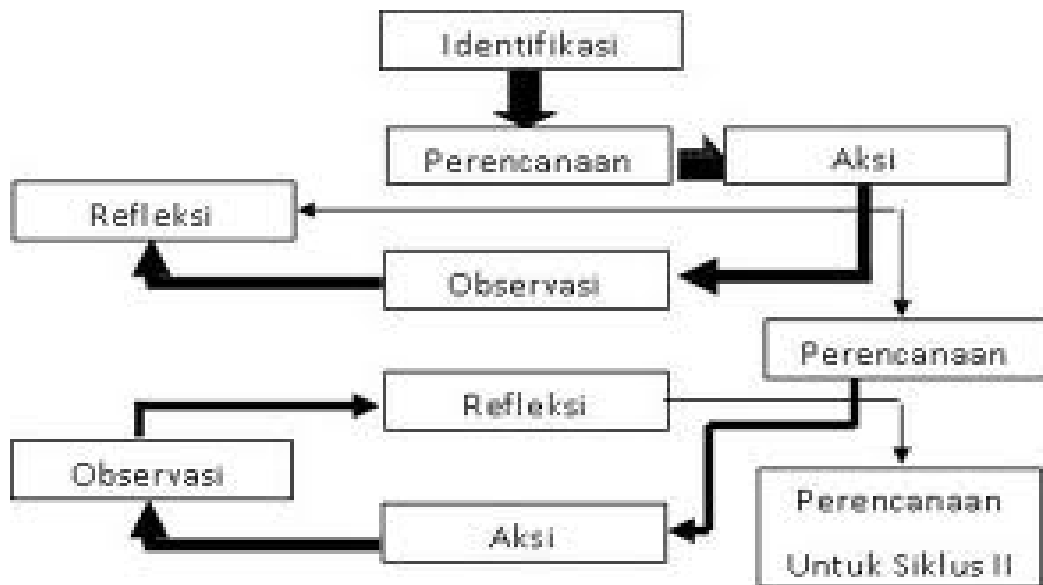 Identifikasi
Perencanaan
Aksi
Refleksi
Observasi
Perencanaan
Refleksi
Observasi
Aksi
Perencanaan
Untuk Siklus II